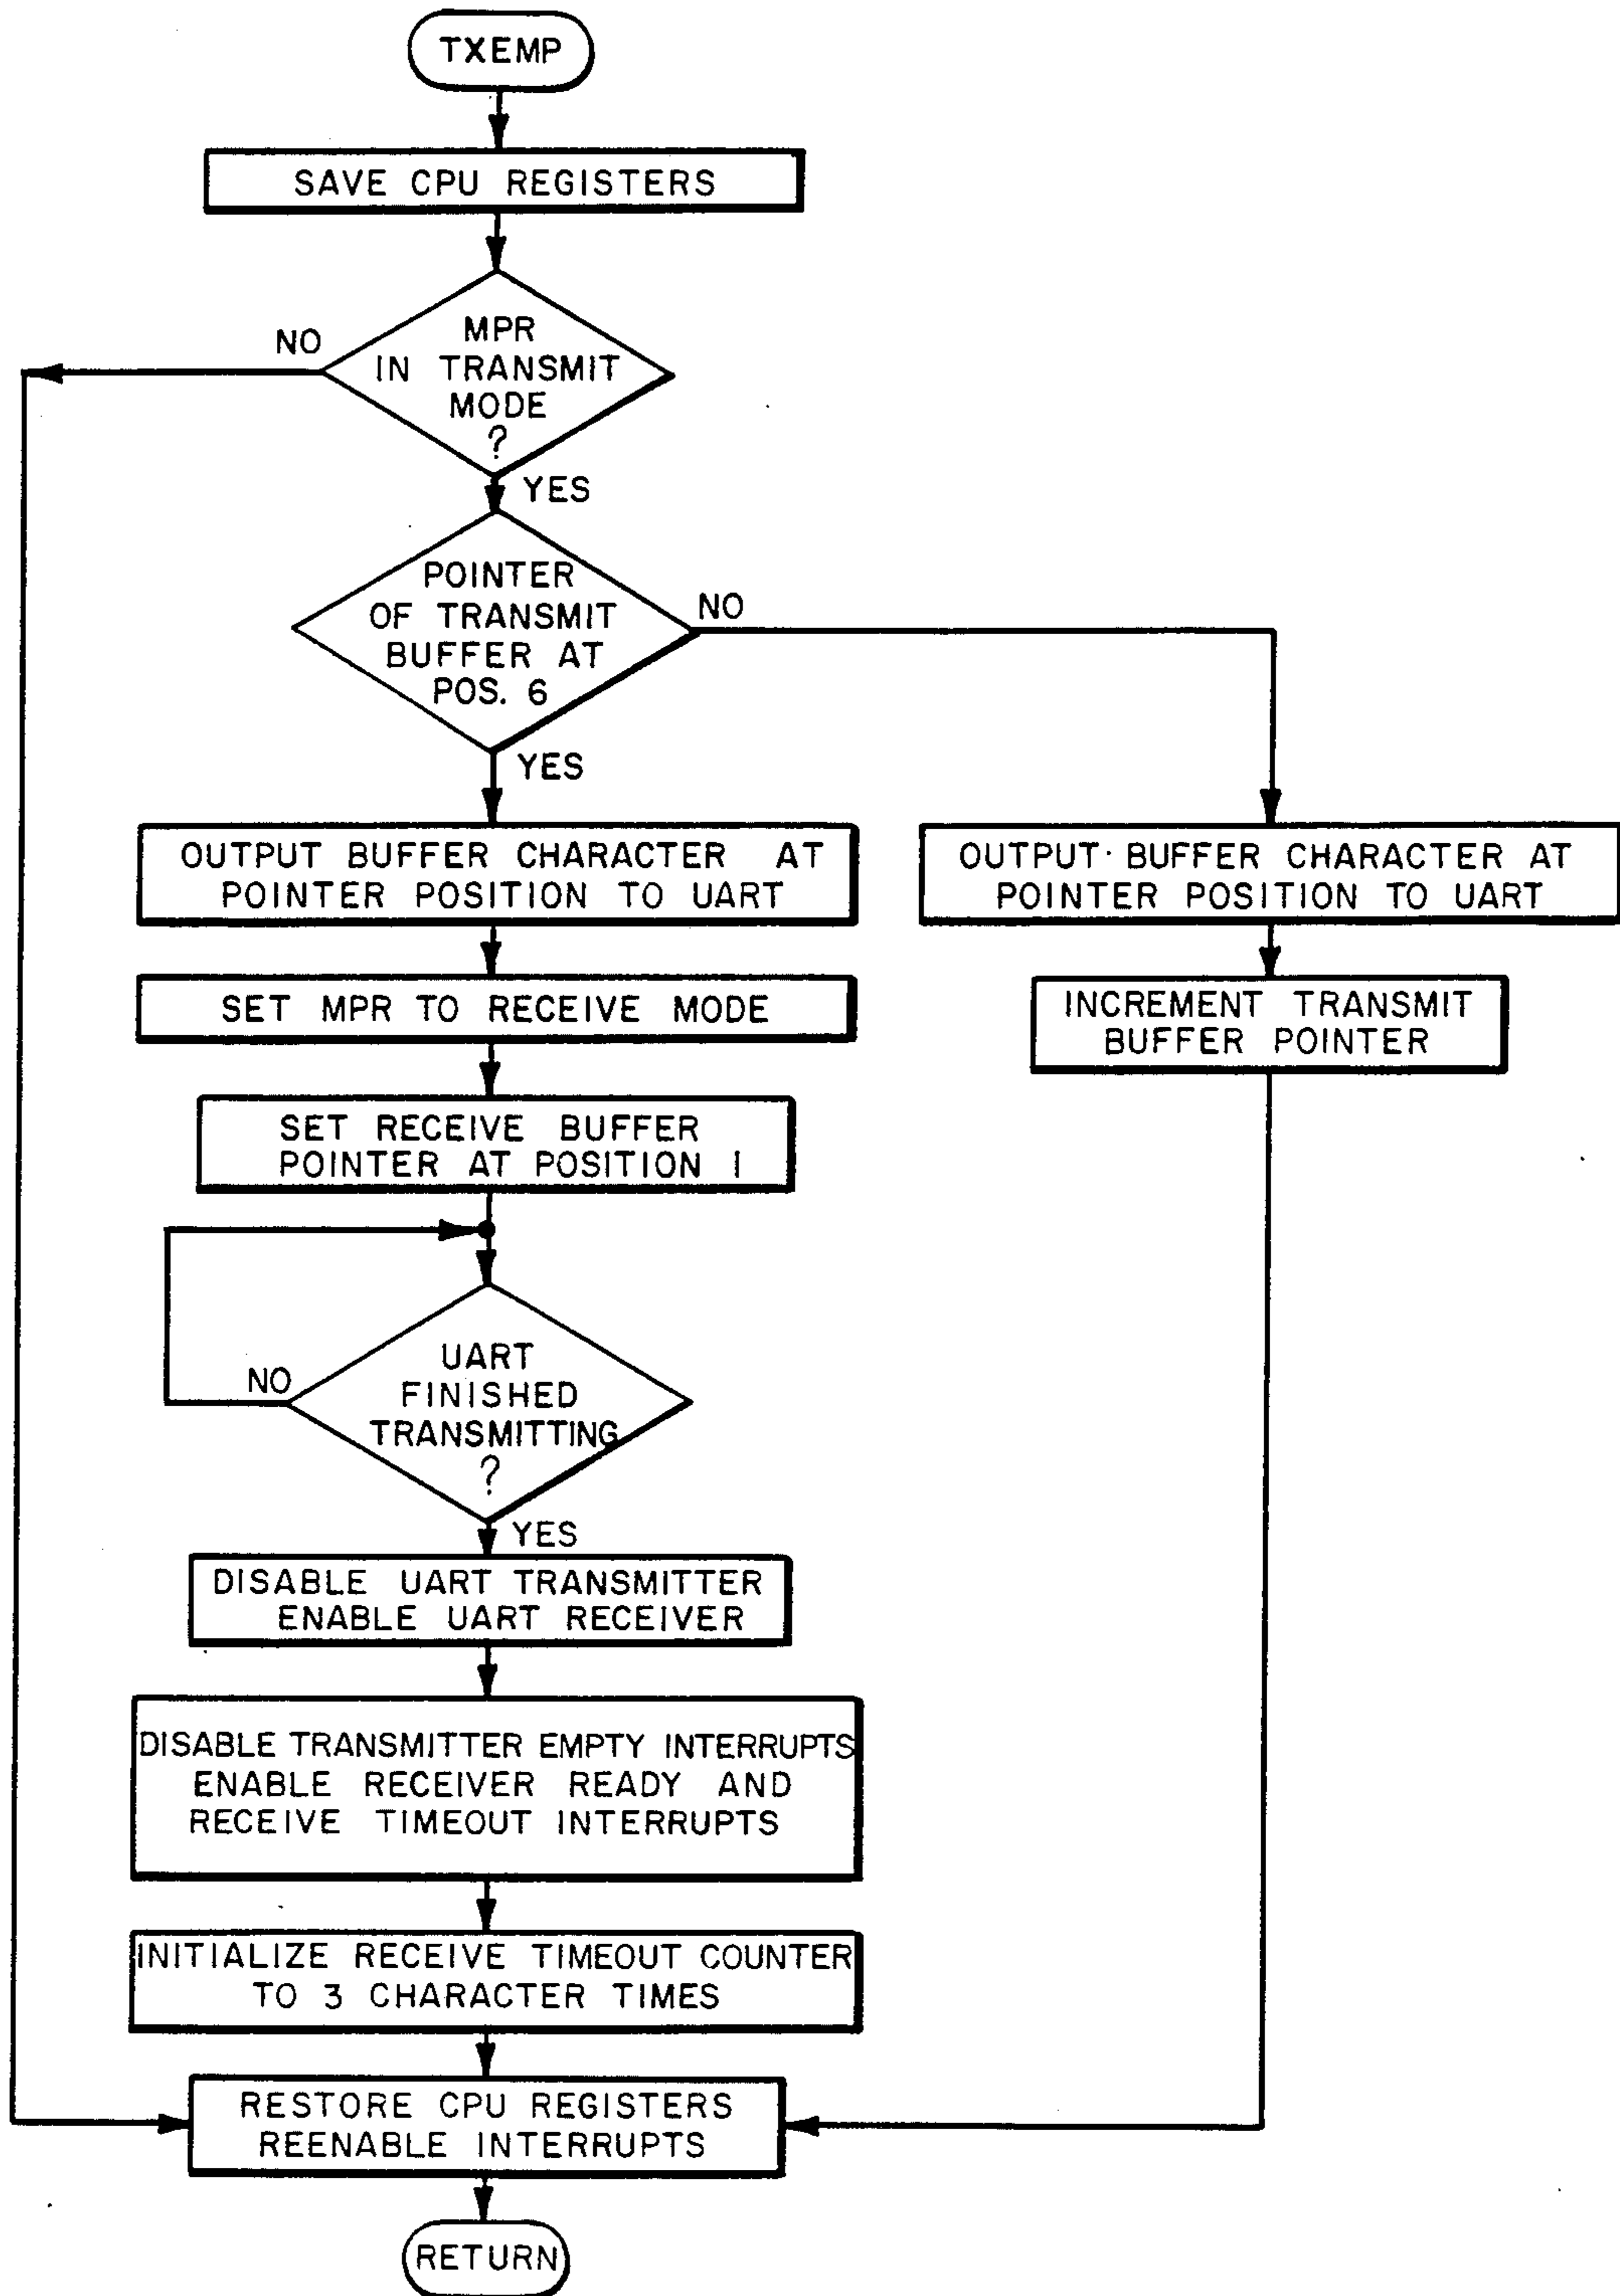 TXEMP
SAVE CPU REGISTERS
MPR
IN TRANSMIT
MODE
?
NO
YES
POINTER
OF TRANSMIT
BUFFER AT
POS. 6
NO
YES
OUTPUT BUFFER CHARACTER AT
POINTER POSITION TO UART
OUTPUT BUFFER CHARACTER AT
POINTER POSITION TO UART
SET MPR TO RECEIVE MODE
INCREMENT TRANSMIT
BUFFER POINTER
SET RECEIVE BUFFER
POINTER AT POSITION 1
UART
FINISHED
TRANSMITTING
?
NO
YES
DISABLE UART TRANSMITTER
ENABLE UART RECEIVER
DISABLE TRANSMITTER EMPTY INTERRUPTS
ENABLE RECEIVER READY AND
RECEIVE TIMEOUT INTERRUPTS
INITIALIZE RECEIVE TIMEOUT COUNTER
TO 3 CHARACTER TIMES
RESTORE CPU REGISTERS
REENABLE INTERRUPTS
RETURN